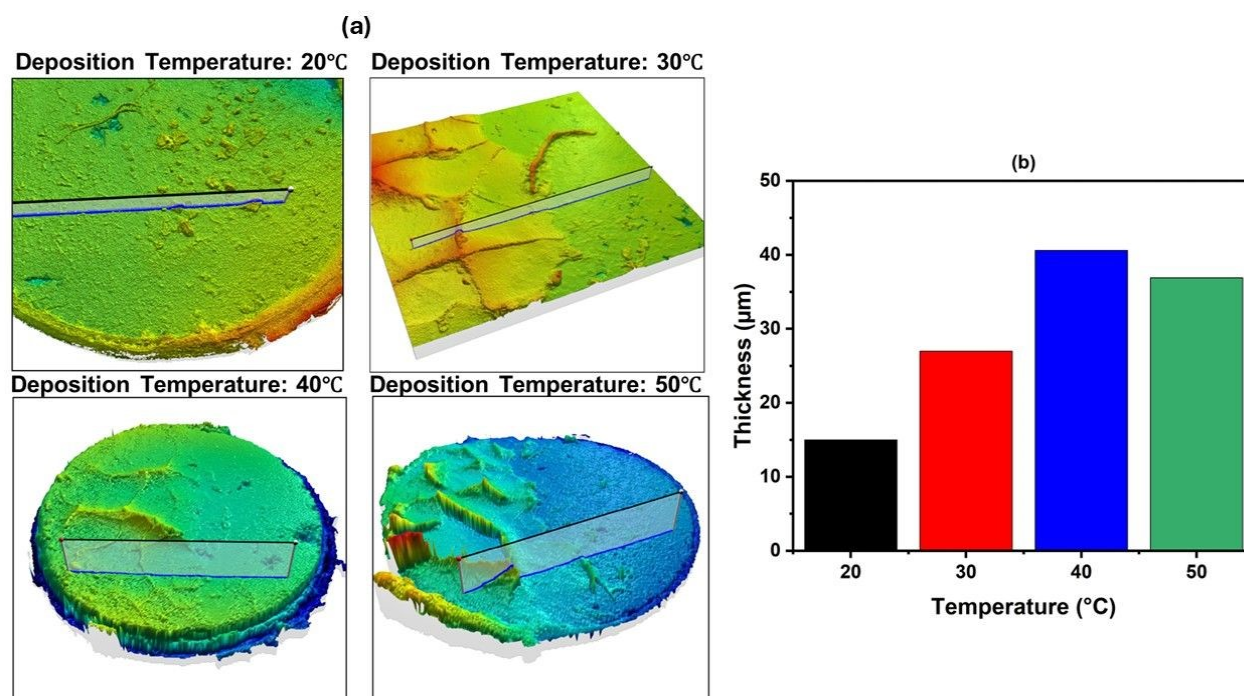 (a)
Deposition Temperature: 20℃
Deposition Temperature: 30℃
Deposition Temperature: 40℃
Deposition Temperature: 50℃
(b)
50
40
30
20
10
0
Thickness (μm)
20 30 40 50
Temperature (°C)